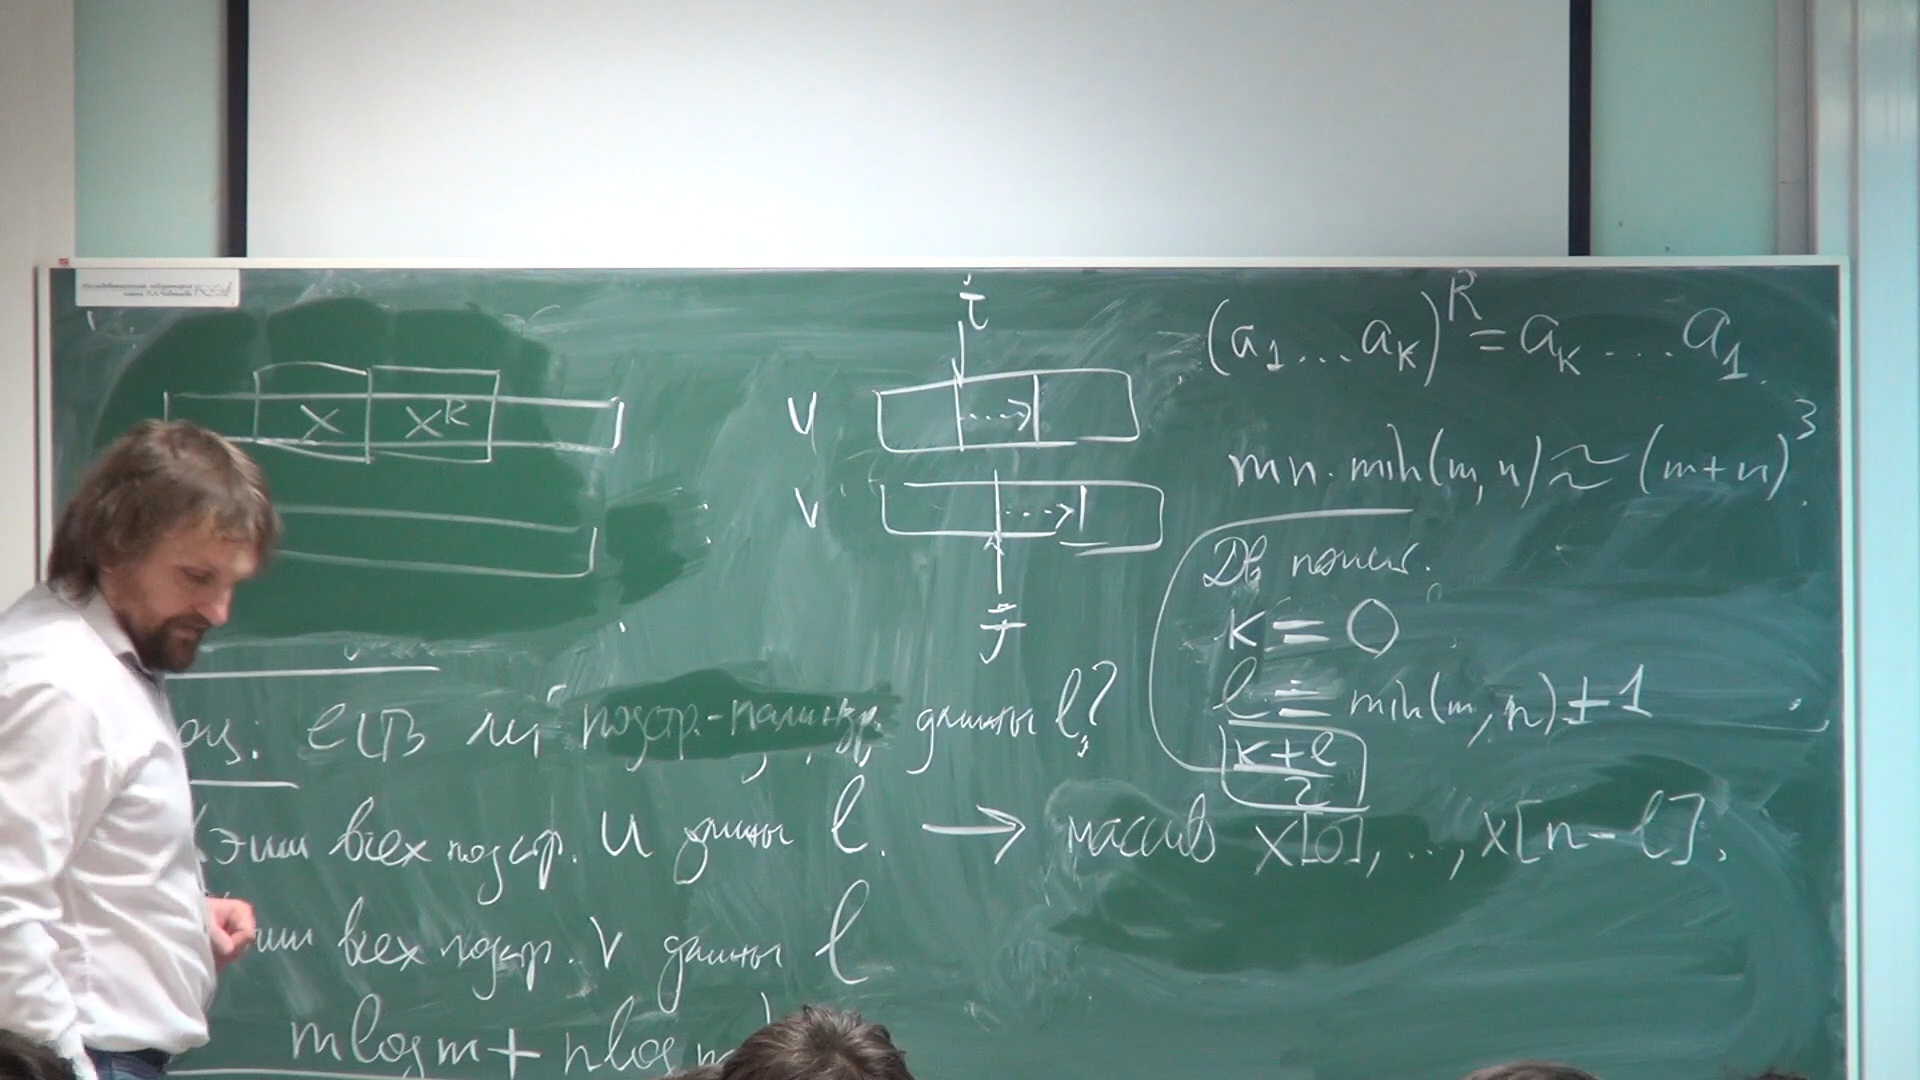 X X^R
i
U
V
j
(a_1...a_k)^R = a_k....a_1.
mn·min(m,n) ≈ (m+n)^3.
Дв. поиск.
k = 0
l = min(m,n)+1
(k+l)/2
есть ли подстр.-палиндр. длины l?
хэши всех подстр. U длины l. → массив x[0],..,x[n-l].
всех подстр. V длины l
m log m + n log